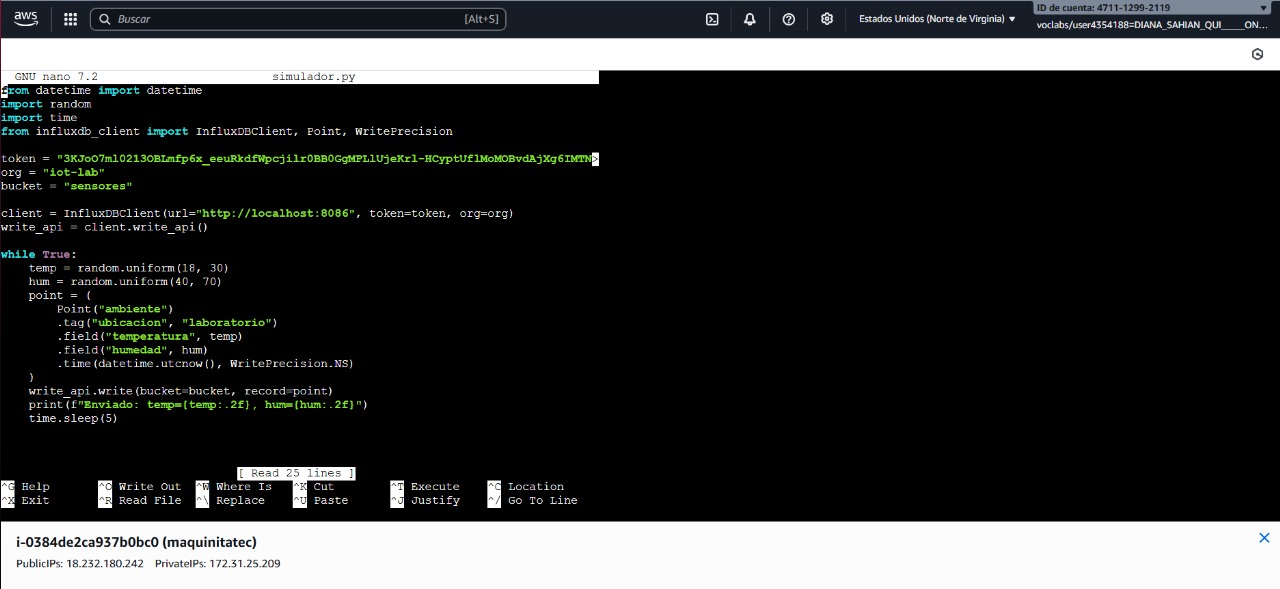 aws
Buscar [Alt+S]
Estados Unidos (Norte de Virginia)
ID de cuenta: 4711-1299-2119
voclabs/user4354188=DIANA_SAHIAN_QUI_____ON...
GNU nano 7.2 simulador.py
from datetime import datetime
import random
import time
from influxdb_client import InfluxDBClient, Point, WritePrecision
token = "3KJoO7ml0213OBLmfp6x_eeuRkdfWpcjilr0BB0GgMPLlUjeKrl-HCyptUflMoMOBvdAjXg6IMTN>
org = "iot-lab"
bucket = "sensores"
client = InfluxDBClient(url="http://localhost:8086", token=token, org=org)
write_api = client.write_api()
while True:
    temp = random.uniform(18, 30)
    hum = random.uniform(40, 70)
    point = (
        Point("ambiente")
        .tag("ubicacion", "laboratorio")
        .field("temperatura", temp)
        .field("humedad", hum)
        .time(datetime.utcnow(), WritePrecision.NS)
    )
    write_api.write(bucket=bucket, record=point)
    print(f"Enviado: temp={temp:.2f}, hum={hum:.2f}")
    time.sleep(5)
[ Read 25 lines ]
^G Help ^O Write Out ^W Where Is ^K Cut ^T Execute ^C Location
^X Exit ^R Read File ^\ Replace ^U Paste ^J Justify ^/ Go To Line
i-0384de2ca937b0bc0 (maquinitatec)
PublicIPs: 18.232.180.242 PrivateIPs: 172.31.25.209